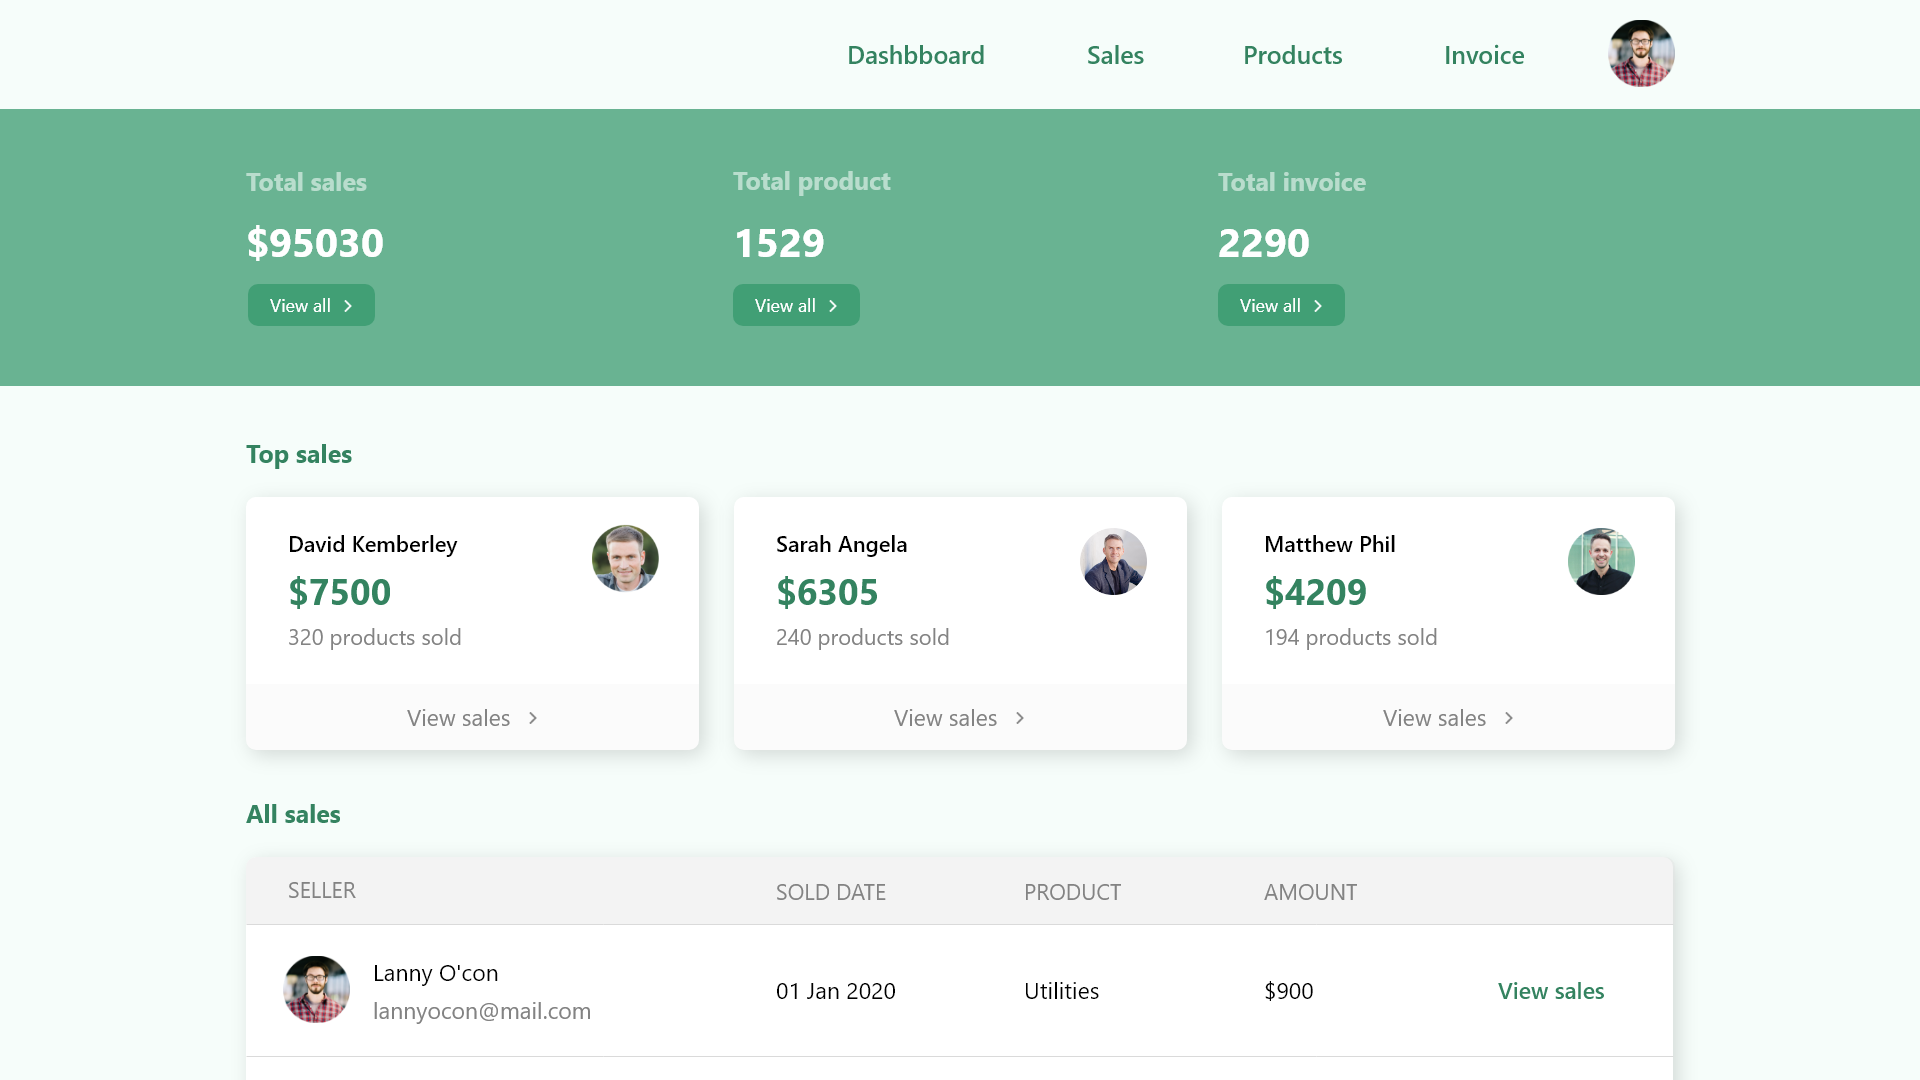 Dashbboard
Sales
Products
Invoice
Total sales
Total product
Total invoice
$95030
1529
2290
View all
View all
View all
Top sales
David Kemberley
$7500
320 products sold
View sales
Sarah Angela
$6305
240 products sold
View sales
Matthew Phil
$4209
194 products sold
View sales
All sales
SELLER SOLD DATE PRODUCT AMOUNT
Lanny O'con
lannyocon@mail.com
01 Jan 2020
Utilities
$900
View sales